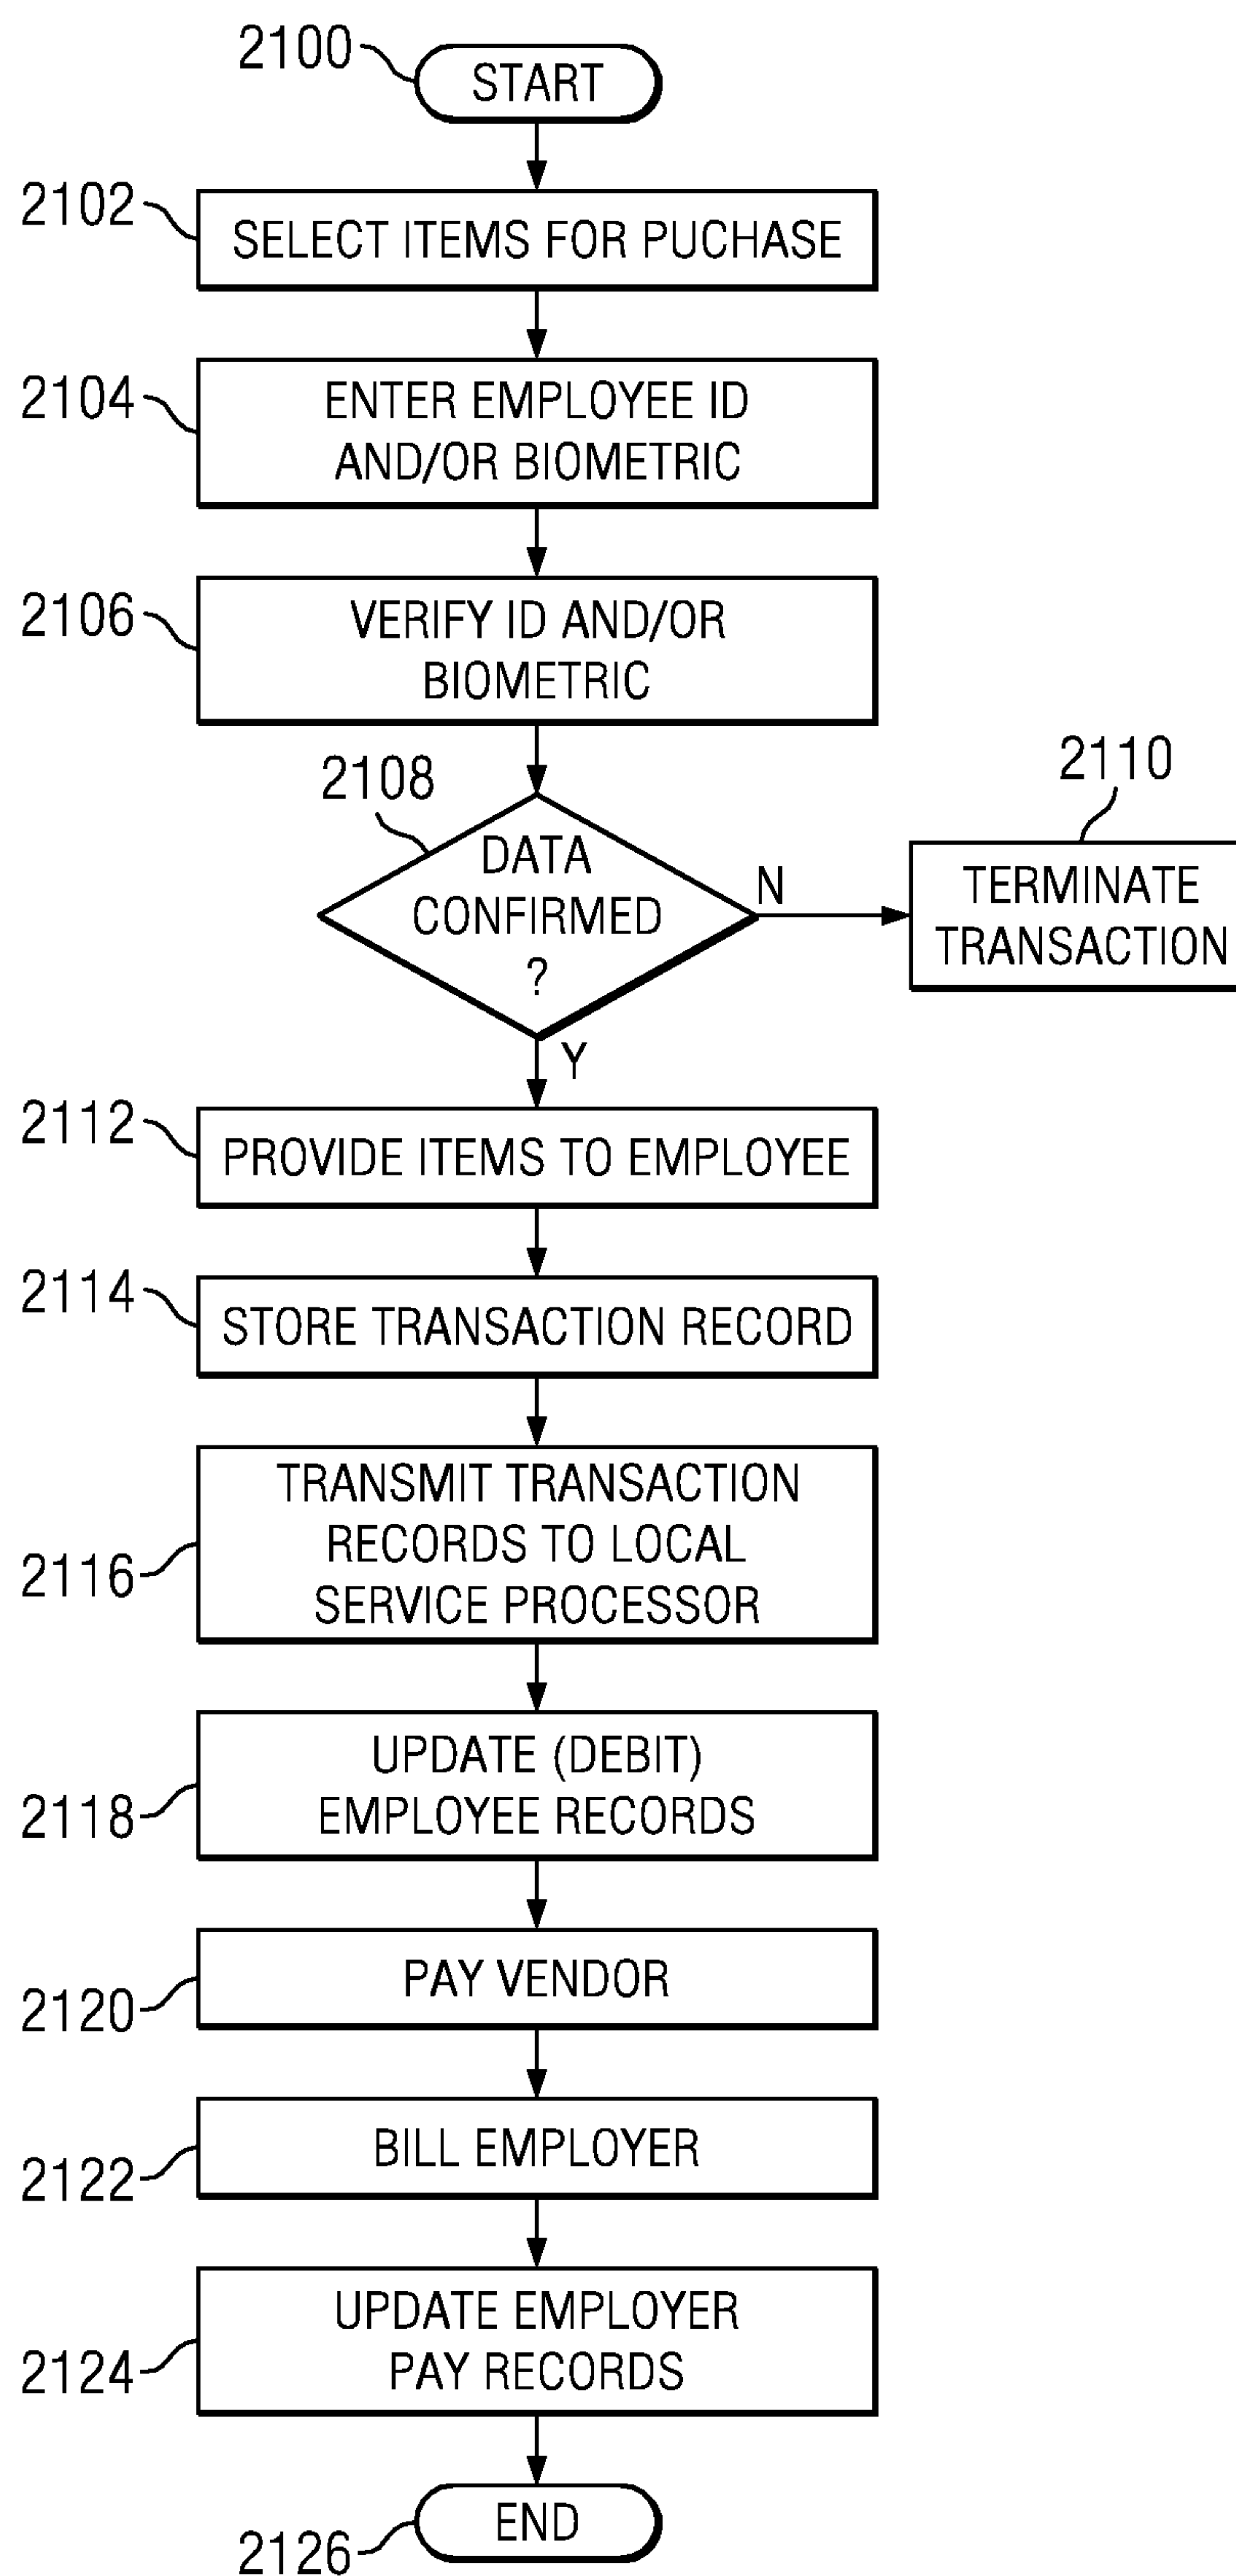 2100
START
2102
SELECT ITEMS FOR PUCHASE
2104
ENTER EMPLOYEE ID
AND/OR BIOMETRIC
2106
VERIFY ID AND/OR
BIOMETRIC
2108
DATA
CONFIRMED
?
N
2110
TERMINATE
TRANSACTION
Y
2112
PROVIDE ITEMS TO EMPLOYEE
2114
STORE TRANSACTION RECORD
2116
TRANSMIT TRANSACTION
RECORDS TO LOCAL
SERVICE PROCESSOR
2118
UPDATE (DEBIT)
EMPLOYEE RECORDS
2120
PAY VENDOR
2122
BILL EMPLOYER
2124
UPDATE EMPLOYER
PAY RECORDS
END
2126